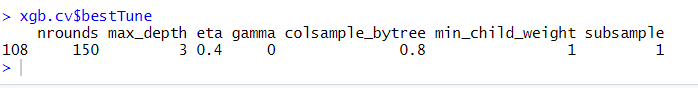 > xgb.cv$bestTune
    nrounds max_depth eta gamma colsample_bytree min_child_weight subsample
108     150         3 0.4     0              0.8                1         1
>